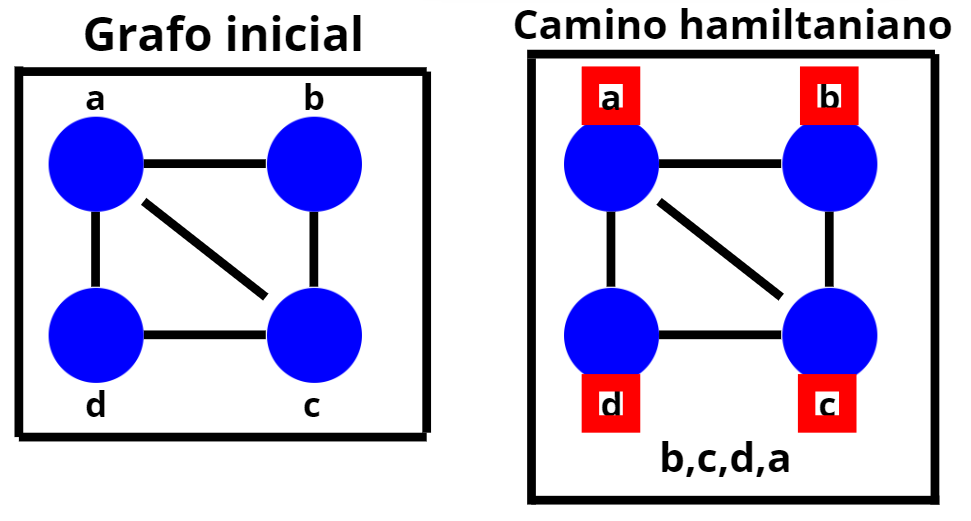 Grafo inicial
a b
d c
Camino hamiltaniano
a b
d c
b,c,d,a